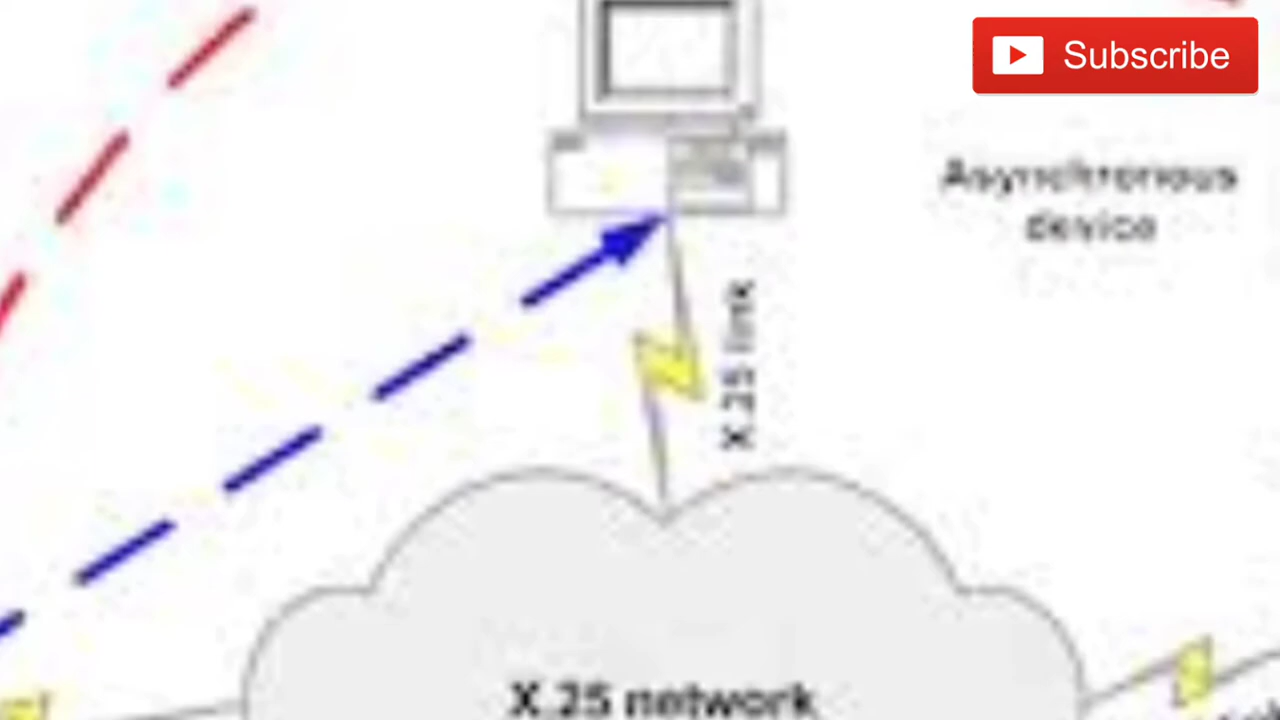 Subscribe
Asynchronous
device
X.25 link
X.25 network